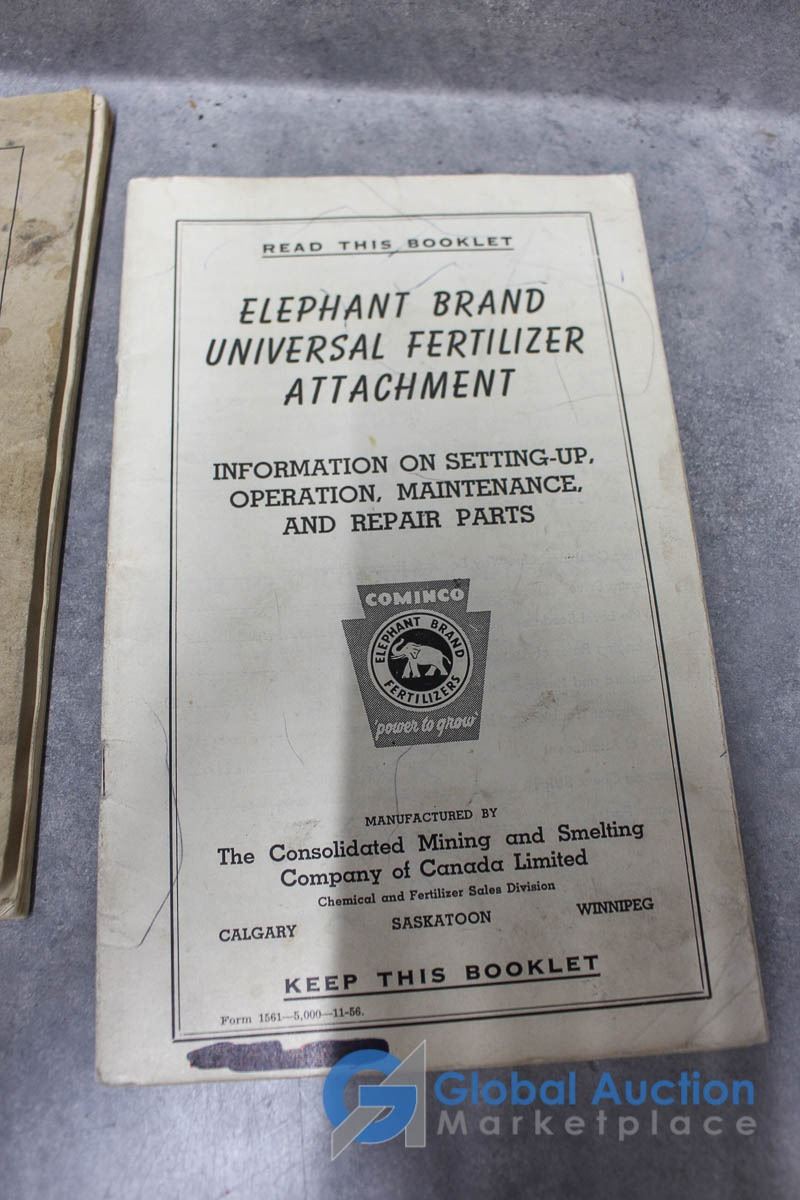 READ THIS BOOKLET
ELEPHANT BRAND
UNIVERSAL FERTILIZER
ATTACHMENT
INFORMATION ON SETTING-UP,
OPERATION, MAINTENANCE,
AND REPAIR PARTS
COMINCO
ELEPHANT BRAND
FERTILIZERS
'power to grow'
MANUFACTURED BY
The Consolidated Mining and Smelting
Company of Canada Limited
Chemical and Fertilizer Sales Division
CALGARY SASKATOON WINNIPEG
KEEP THIS BOOKLET
Form 1561—5,000—11-56.
Global Auction
Marketplace